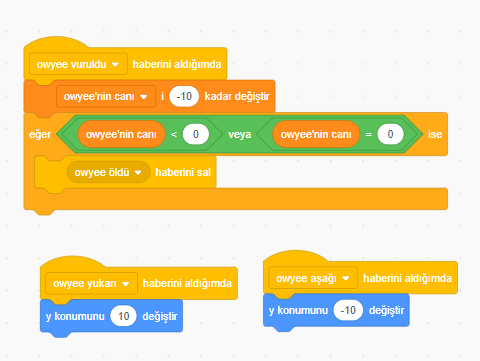 owyee vuruldu haberini aldığımda
owyee'nin canı i -10 kadar değiştir
eğer owyee'nin canı < 0 veya owyee'nin canı = 0 ise
owyee öldü haberini sal
owyee yukarı haberini aldığımda
y konumunu 10 değiştir
owyee aşağı haberini aldığımda
y konumunu -10 değiştir